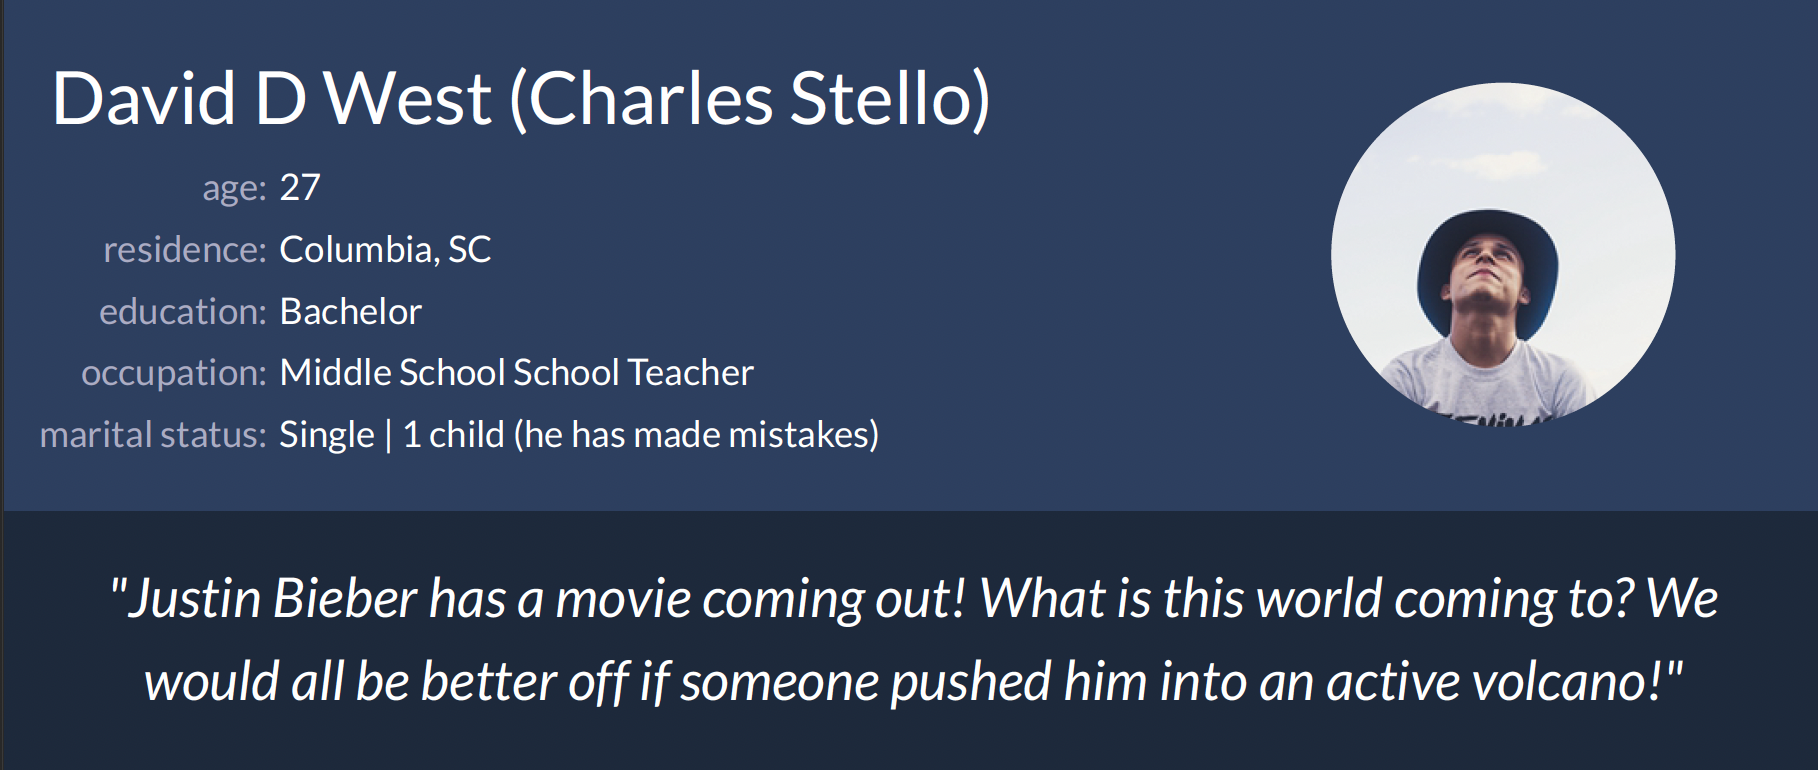 David D West (Charles Stello)
age: 27
residence: Columbia, SC
education: Bachelor
occupation: Middle School School Teacher
marital status: Single | 1 child (he has made mistakes)
"Justin Bieber has a movie coming out! What is this world coming to? We
would all be better off if someone pushed him into an active volcano!"